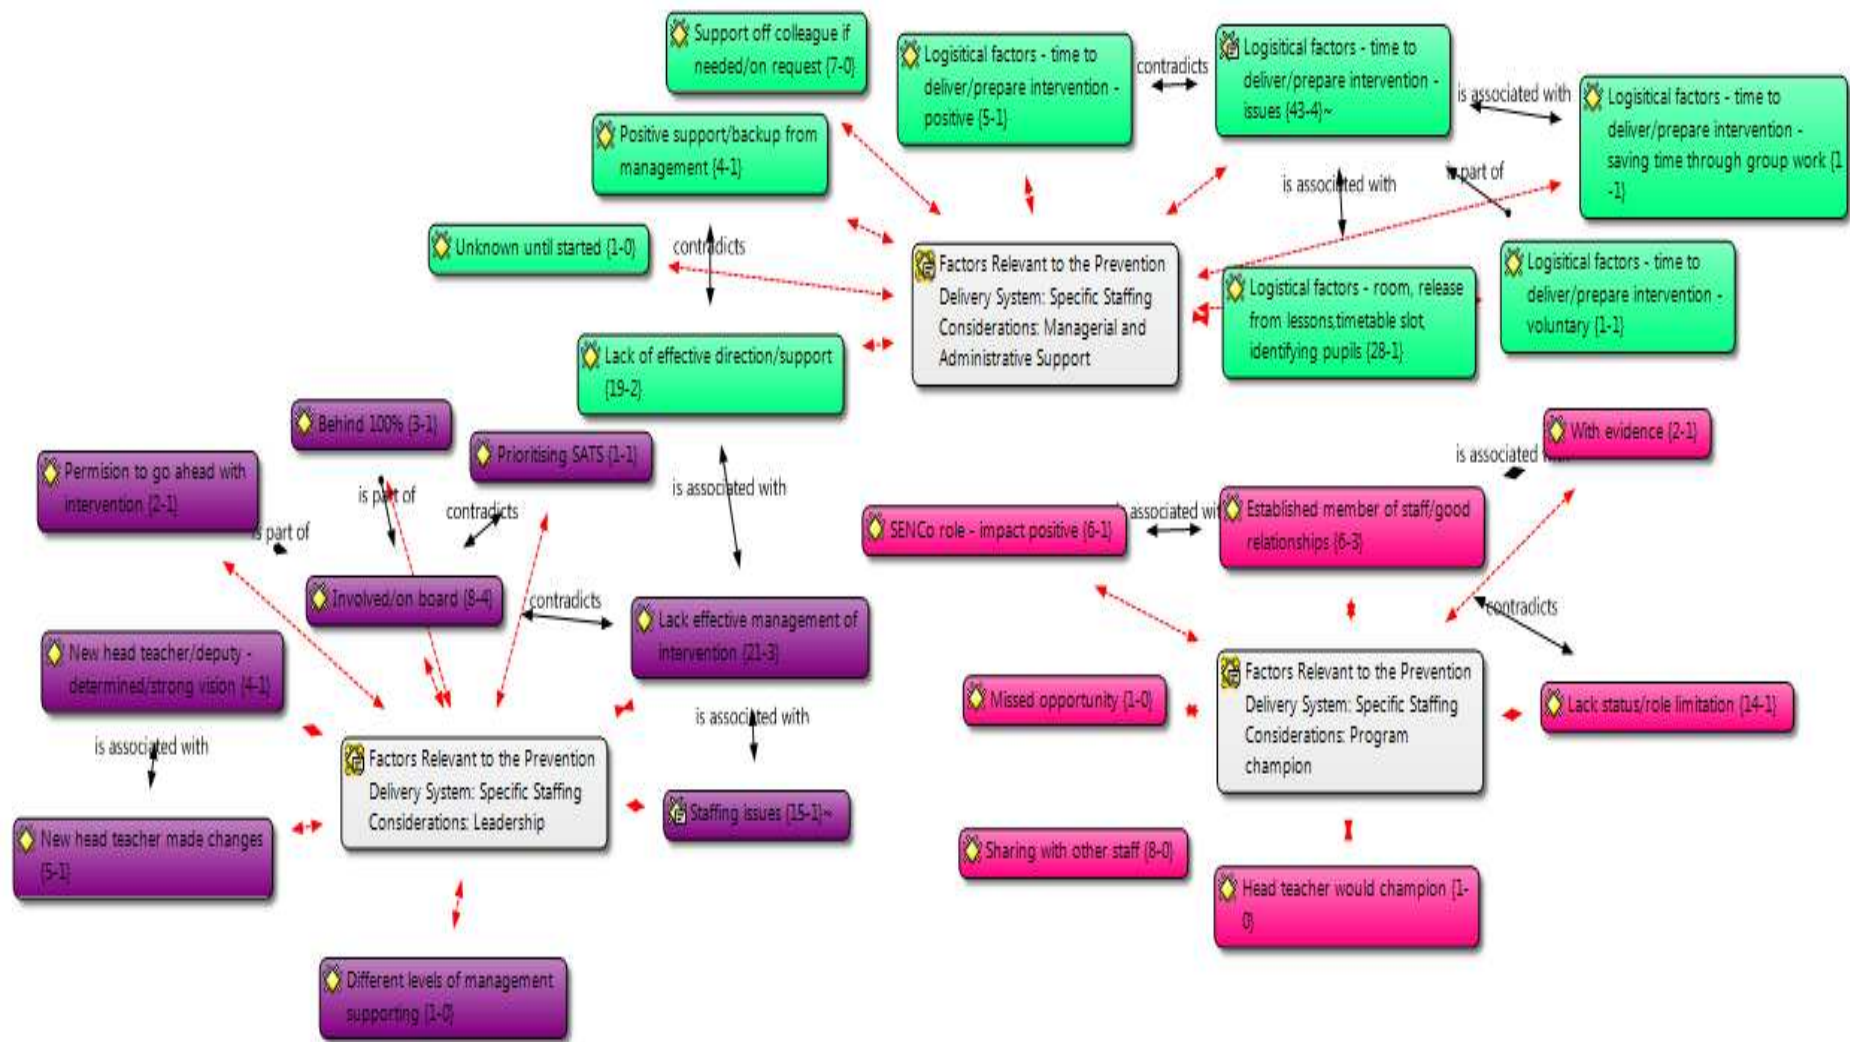 Support off colleague if
needed/on request {7-0}
Logisitical factors - time to
deliver/prepare intervention -
positive {5-1}
contradicts
Logisitical factors - time to
deliver/prepare intervention -
issues {43-4}~
is associated with
Logisitical factors - time to
deliver/prepare intervention -
saving time through group work {1
-1}
Positive support/backup from
management {4-1}
is associated with
is part of
Unknown until started {1-0}
contradicts
Factors Relevant to the Prevention
Delivery System: Specific Staffing
Considerations: Managerial and
Administrative Support
Logistical factors - room, release
from lessons,timetable slot,
identifying pupils {28-1}
Logisitical factors - time to
deliver/prepare intervention -
voluntary {1-1}
Lack of effective direction/support
{19-2}
Behind 100% {3-1}
Prioritising SATS {1-1}
Permision to go ahead with
intervention {2-1}
is part of
contradicts
is part of
is associated with
With evidence {2-1}
is associated with
SENCo role - impact positive {6-1}
is associated with
Established member of staff/good
relationships {6-3}
Involved/on board {8-4}
contradicts
Lack effective management of
intervention {21-3}
contradicts
New head teacher/deputy -
determined/strong vision {4-1}
is associated with
is associated with
Factors Relevant to the Prevention
Delivery System: Specific Staffing
Considerations: Program
champion
Missed opportunity {1-0}
Lack status/role limitation {14-1}
Factors Relevant to the Prevention
Delivery System: Specific Staffing
Considerations: Leadership
Staffing issues {15-1}~
New head teacher made changes
{5-1}
Sharing with other staff {8-0}
Head teacher would champion {1-
0}
Different levels of management
supporting {1-0}